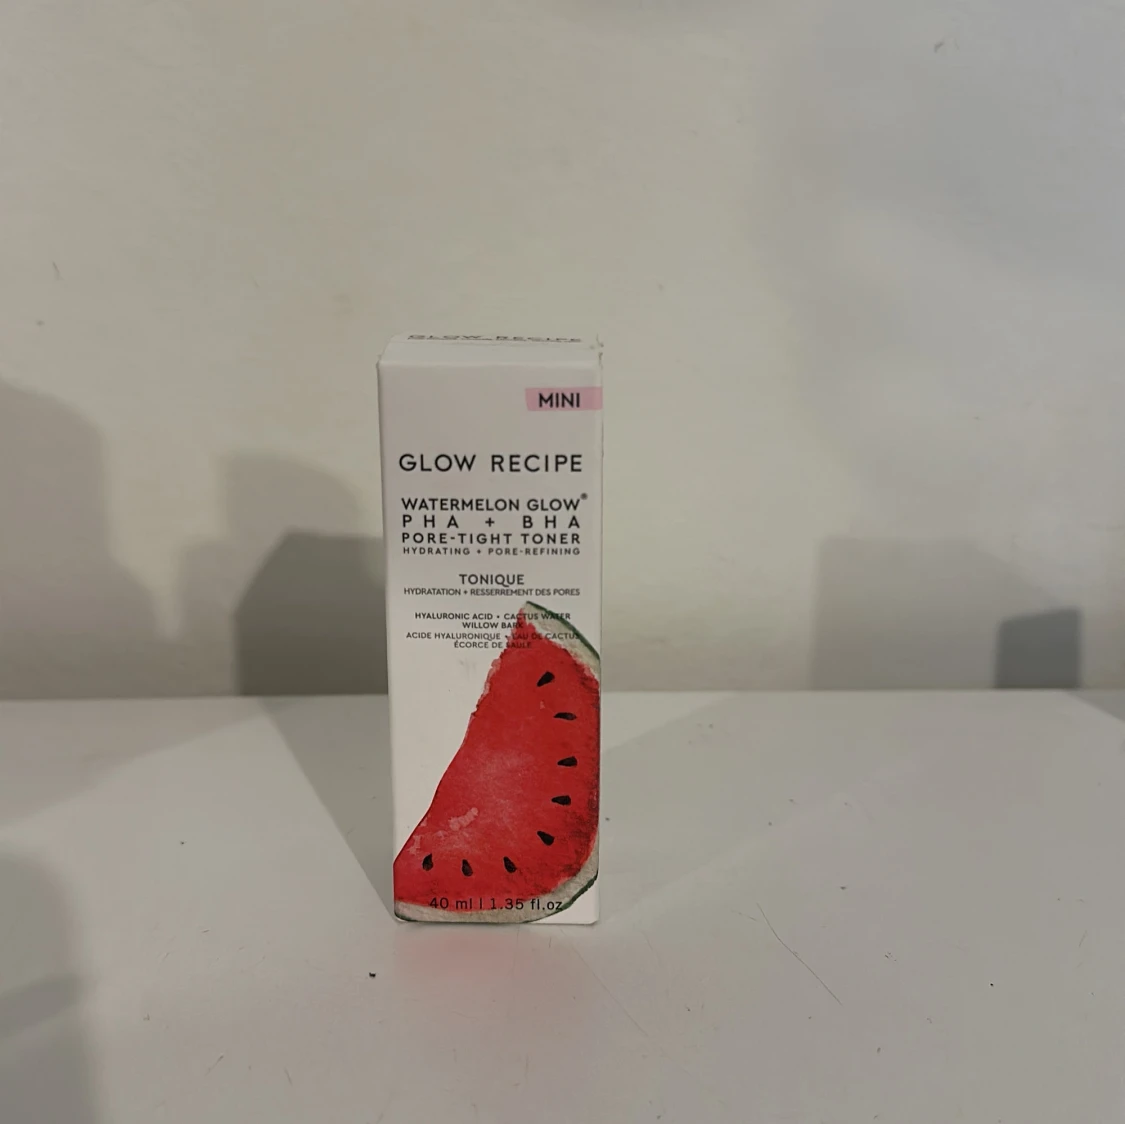 GLOW RECIPE
MINI
GLOW RECIPE
WATERMELON GLOW®
PHA + BHA
PORE-TIGHT TONER
HYDRATING + PORE-REFINING
TONIQUE
HYDRATATION + RESSERREMENT DES PORES
HYALURONIC ACID + CACTUS WATER
WILLOW BARK
ACIDE HYALURONIQUE + EAU DE CACTUS
ÉCORCE DE SAULE
40 ml | 1.35 fl.oz